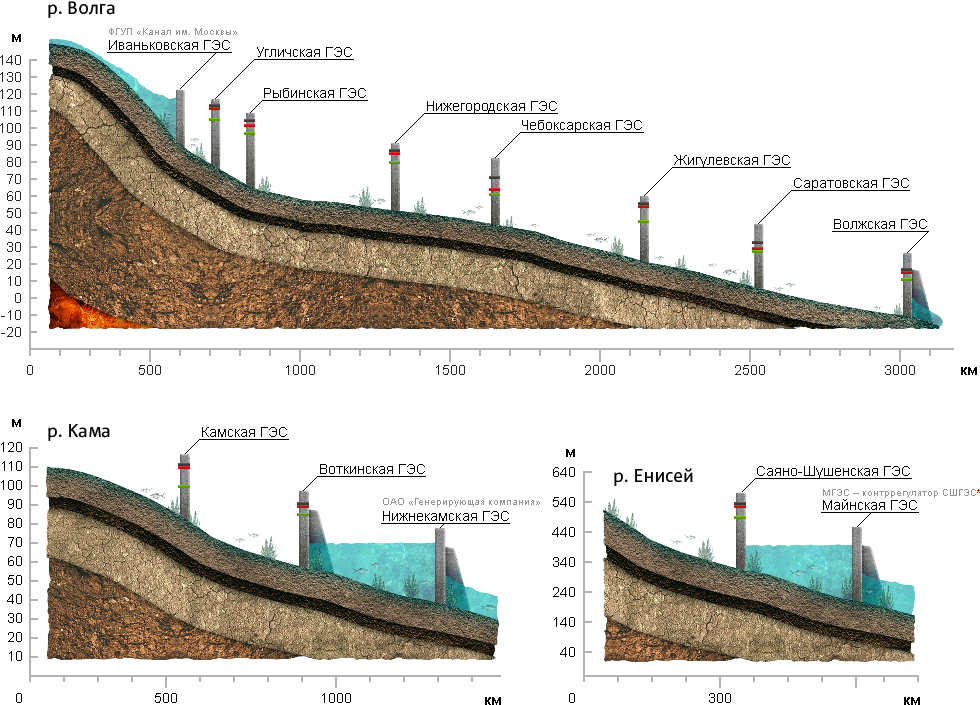 р. Волга
м
ФГУП «Канал им. Москвы»
Иваньковская ГЭС
Угличская ГЭС
Рыбинская ГЭС
Нижегородская ГЭС
Чебоксарская ГЭС
Жигулевская ГЭС
Саратовская ГЭС
Волжская ГЭС
140
130
120
110
100
90
80
70
60
50
40
30
20
10
0
-10
-20
0 500 1000 1500 2000 2500 3000 км
м
р. Кама
Камская ГЭС
Воткинская ГЭС
ОАО «Генерирующая компания»
Нижнекамская ГЭС
120
110
100
90
80
70
60
50
40
30
20
10
0 500 1000 км
м
р. Енисей
Саяно-Шушенская ГЭС
МГЭС – контррегулятор СШГЭС*
Майнская ГЭС
640
540
440
340
240
140
40
0 300 км